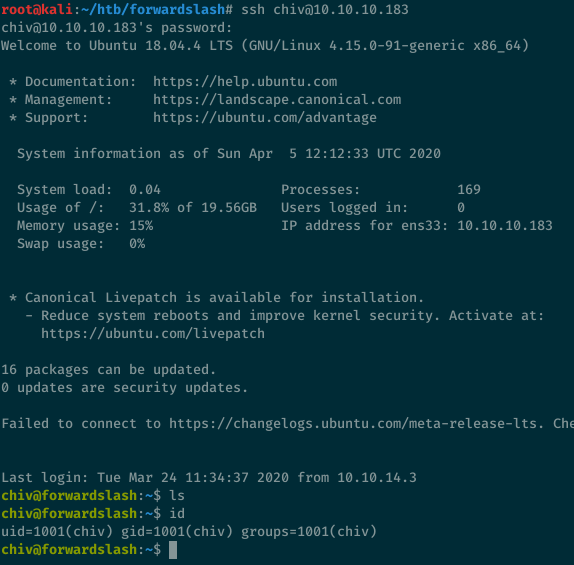 root@kali:~/htb/forwardslash# ssh chiv@10.10.10.183
chiv@10.10.10.183's password:
Welcome to Ubuntu 18.04.4 LTS (GNU/Linux 4.15.0-91-generic x86_64)
* Documentation:  https://help.ubuntu.com
* Management:     https://landscape.canonical.com
* Support:        https://ubuntu.com/advantage
System information as of Sun Apr  5 12:12:33 UTC 2020
System load:  0.04               Processes:            169
Usage of /:   31.8% of 19.56GB   Users logged in:      0
Memory usage: 15%                IP address for ens33: 10.10.10.183
Swap usage:   0%
* Canonical Livepatch is available for installation.
- Reduce system reboots and improve kernel security. Activate at:
https://ubuntu.com/livepatch
16 packages can be updated.
0 updates are security updates.
Failed to connect to https://changelogs.ubuntu.com/meta-release-lts. Che
Last login: Tue Mar 24 11:34:37 2020 from 10.10.14.3
chiv@forwardslash:~$ ls
chiv@forwardslash:~$ id
uid=1001(chiv) gid=1001(chiv) groups=1001(chiv)
chiv@forwardslash:~$